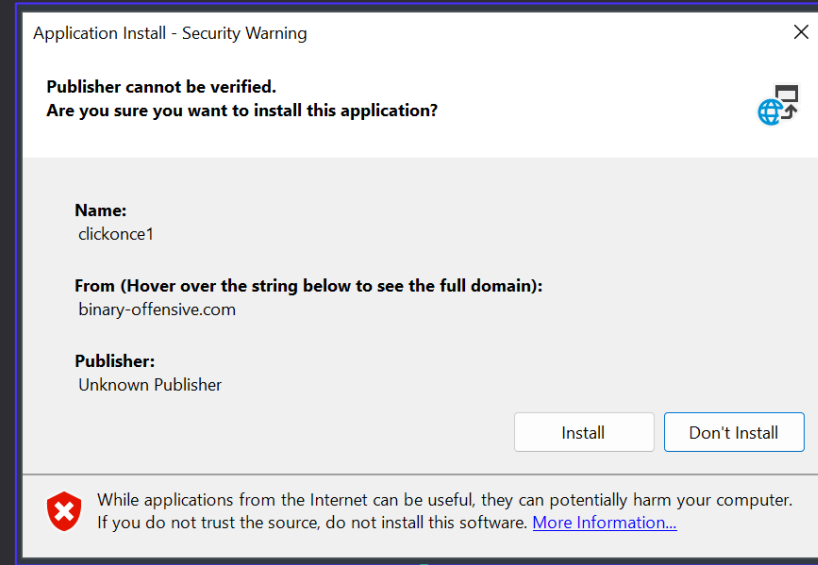 Application Install - Security Warning
Publisher cannot be verified.
Are you sure you want to install this application?
Name:
clickonce1
From (Hover over the string below to see the full domain):
binary-offensive.com
Publisher:
Unknown Publisher
Install
Don't Install
While applications from the Internet can be useful, they can potentially harm your computer.
If you do not trust the source, do not install this software. More Information...